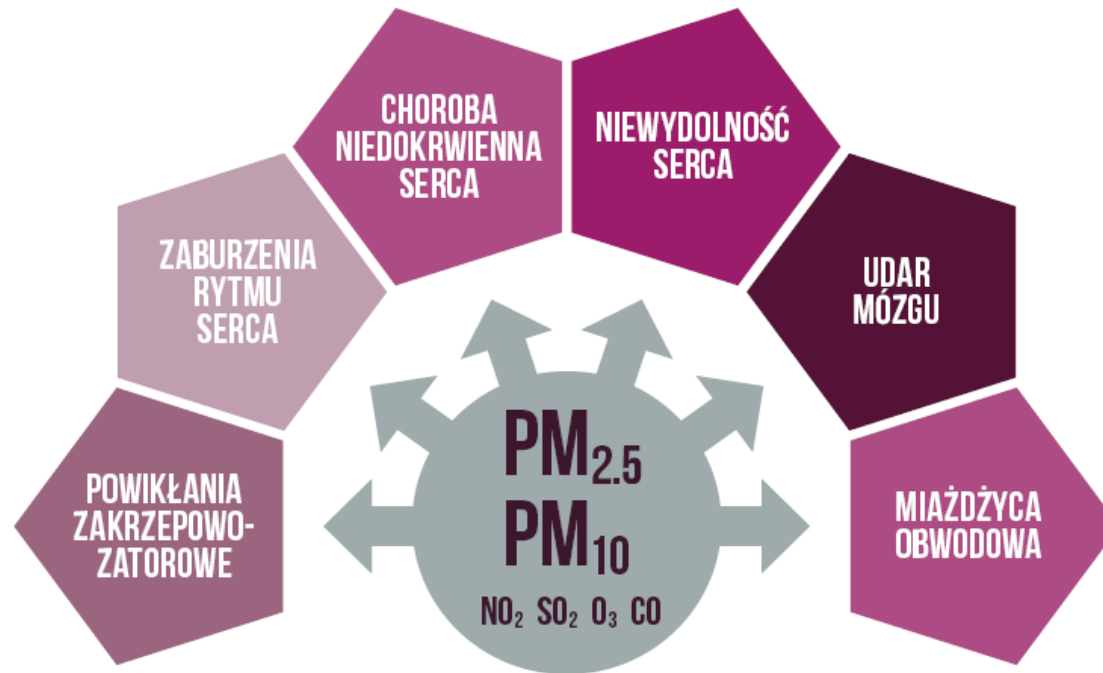 CHOROBA
NIEDOKRWIENNA
SERCA
NIEWYDOLNOŚĆ
SERCA
ZABURZENIA
RYTMU
SERCA
UDAR
MÓZGU
POWIKŁANIA
ZAKRZEPOWO-
ZATOROWE
MIAŻDŻYCA
OBWODOWA
PM₂.₅
PM₁₀
NO₂ SO₂ O₃ CO